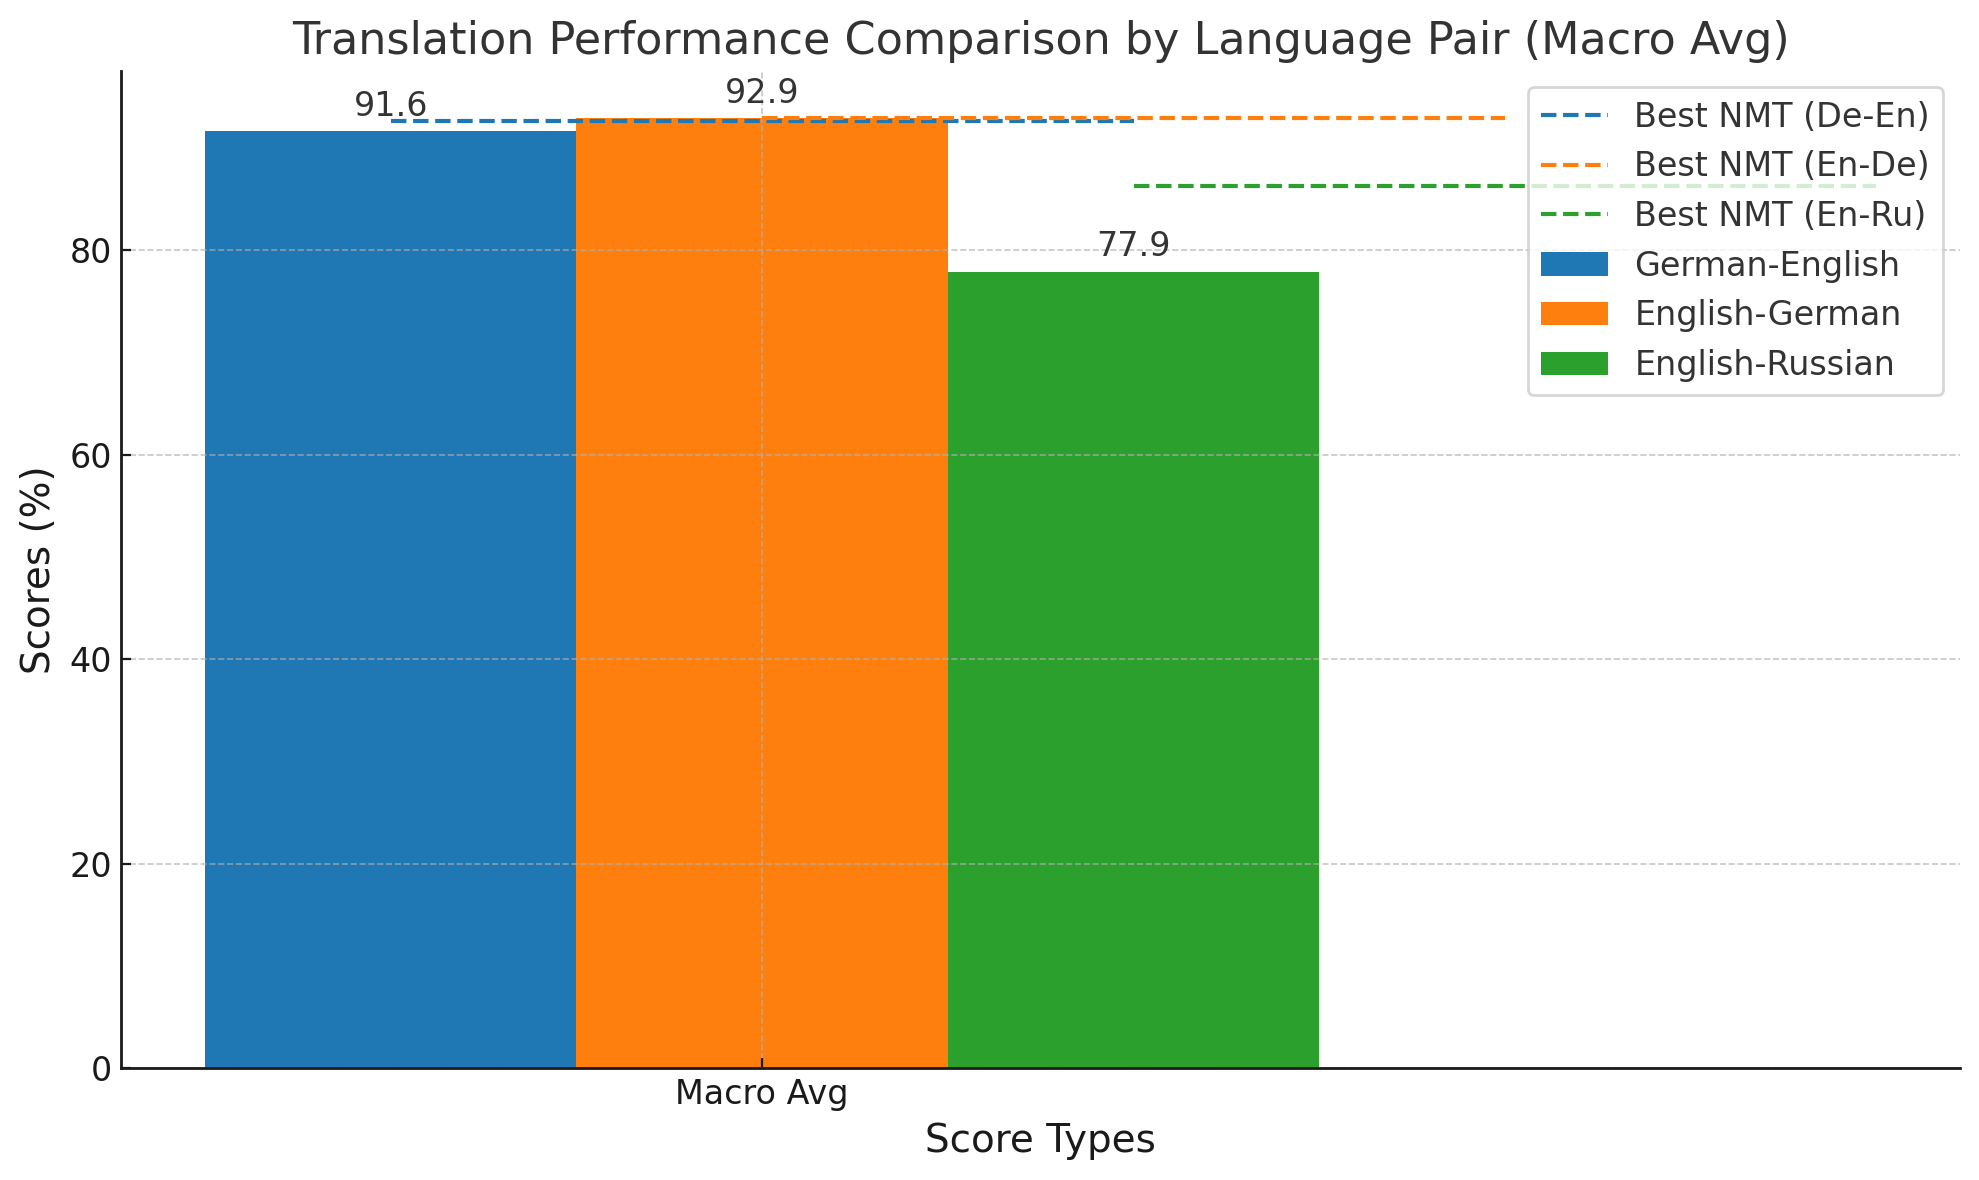 Translation Performance Comparison by Language Pair (Macro Avg)
91.6
92.9
77.9
Best NMT (De-En)
Best NMT (En-De)
Best NMT (En-Ru)
German-English
English-German
English-Russian
Scores (%)
80
60
40
20
0
Macro Avg
Score Types